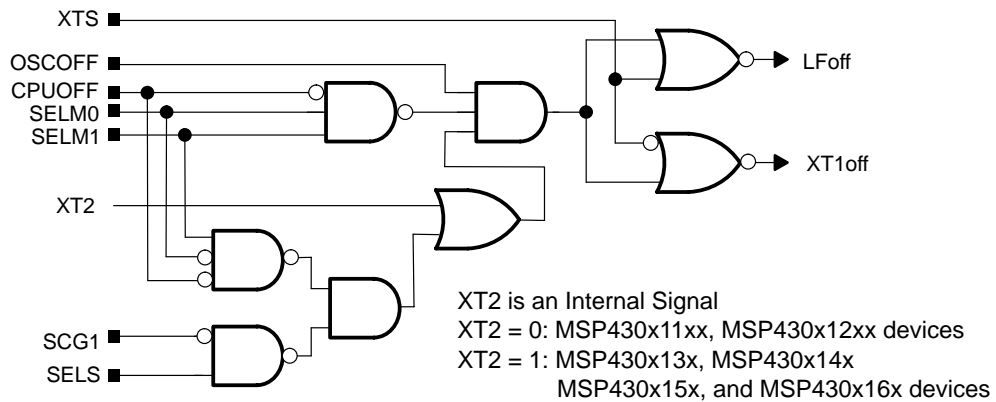 XTS
OSCOFF
LFoff
CPUOFF
SELM0
SELM1
XT1off
XT2
XT2 is an Internal Signal
XT2 = 0: MSP430x11xx, MSP430x12xx devices
SCG1
XT2 = 1: MSP430x13x, MSP430x14x
SELS
MSP430x15x, and MSP430x16x devices